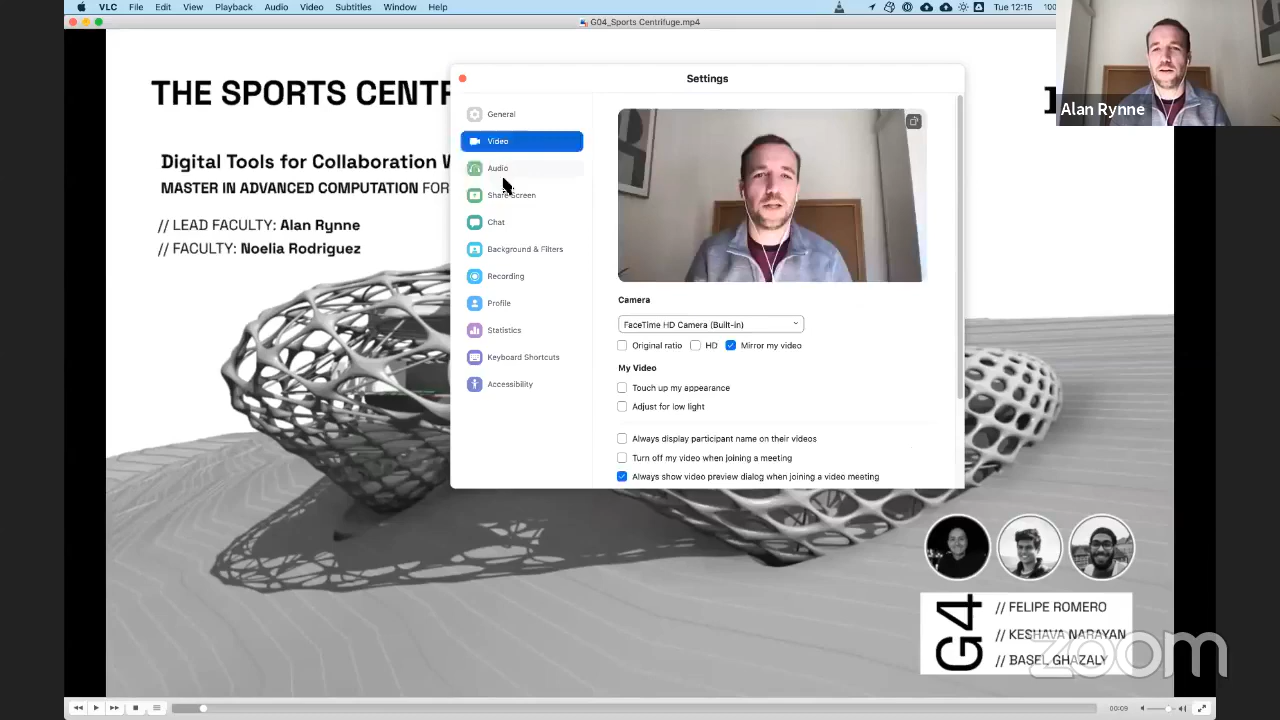 VLC File Edit View Playback Audio Video Subtitles Window Help
Tue 12:15
G04_Sports Centrifuge.mp4
Alan Rynne
THE SPORTS CENTR
Digital Tools for Collaboration W
MASTER IN ADVANCED COMPUTATION FOR
// LEAD FACULTY: Alan Rynne
// FACULTY: Noelia Rodriguez
Settings
General
Video
Audio
Share Screen
Chat
Background & Filters
Recording
Profile
Statistics
Keyboard Shortcuts
Accessibility
Camera
FaceTime HD Camera (Built-in)
Original ratio HD Mirror my video
My Video
Touch up my appearance
Adjust for low light
Always display participant name on their videos
Turn off my video when joining a meeting
Always show video preview dialog when joining a video meeting
G4
// FELIPE ROMERO
// KESHAVA NARAYAN
// BASEL GHAZALY
zoom
00:09